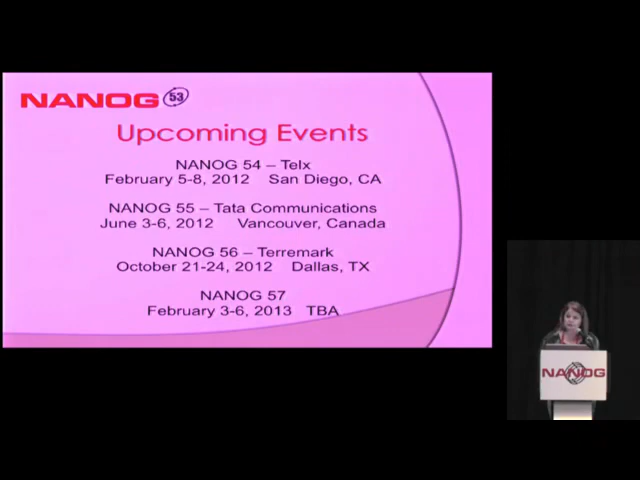 NANOG 53
Upcoming Events
NANOG 54 – Telx
February 5-8, 2012 San Diego, CA
NANOG 55 – Tata Communications
June 3-6, 2012 Vancouver, Canada
NANOG 56 – Terremark
October 21-24, 2012 Dallas, TX
NANOG 57
February 3-6, 2013 TBA
NANOG